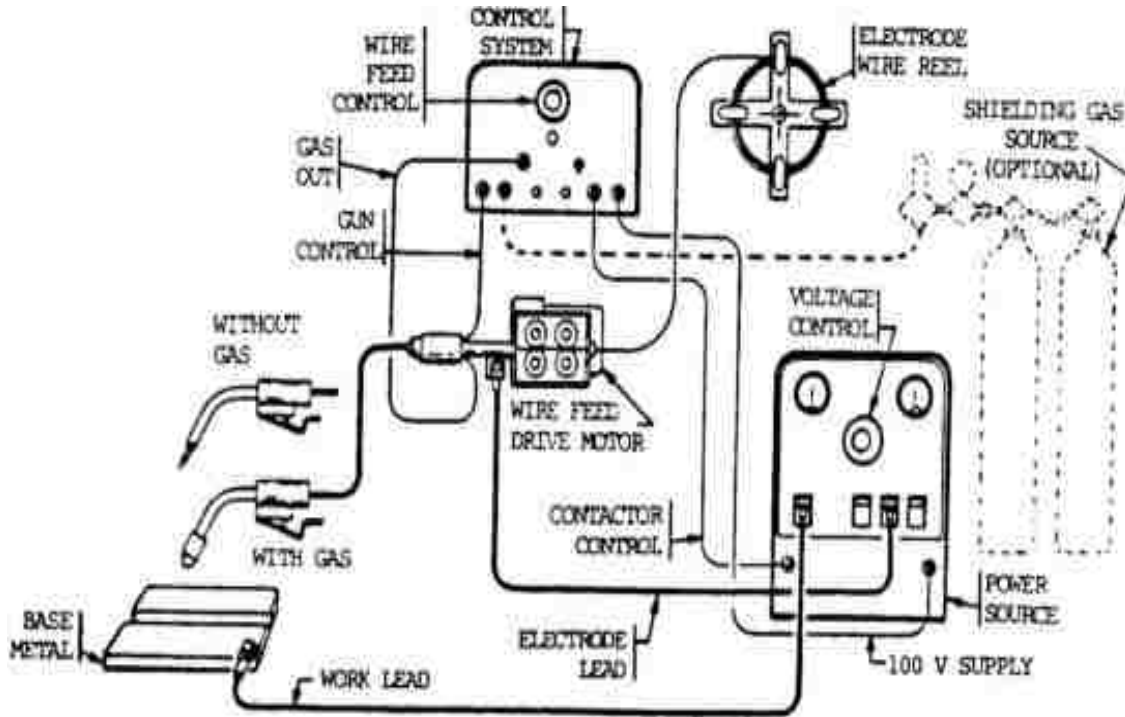 CONTROL
SYSTEM
WIRE
FEED
CONTROL
ELECTRODE
WIRE REEL
SHIELDING GAS
SOURCE
(OPTIONAL)
GAS
OUT
GUN
CONTROL
VOLTAGE
CONTROL
WITHOUT
GAS
WIRE FEED
DRIVE MOTOR
CONTACTOR
CONTROL
WITH GAS
POWER
SOURCE
BASE
METAL
ELECTRODE
LEAD
100 V SUPPLY
WORK LEAD